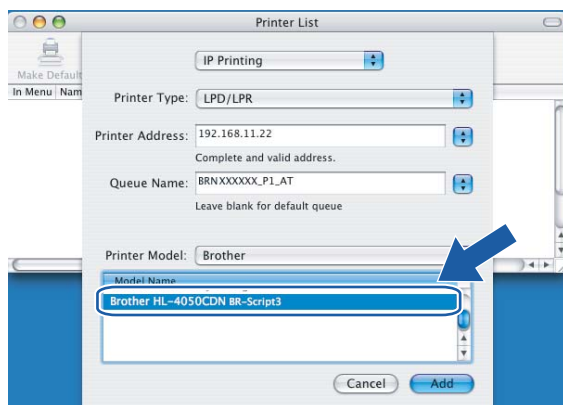 Printer List
IP Printing
Make Default
In Menu Nam
Printer Type: LPD/LPR
Printer Address: 192.168.11.22
Complete and valid address.
Queue Name: BRNXXXXXX_P1_AT
Leave blank for default queue
Printer Model: Brother
Model Name
Brother HL-4050CDN BR-Script3
Cancel Add